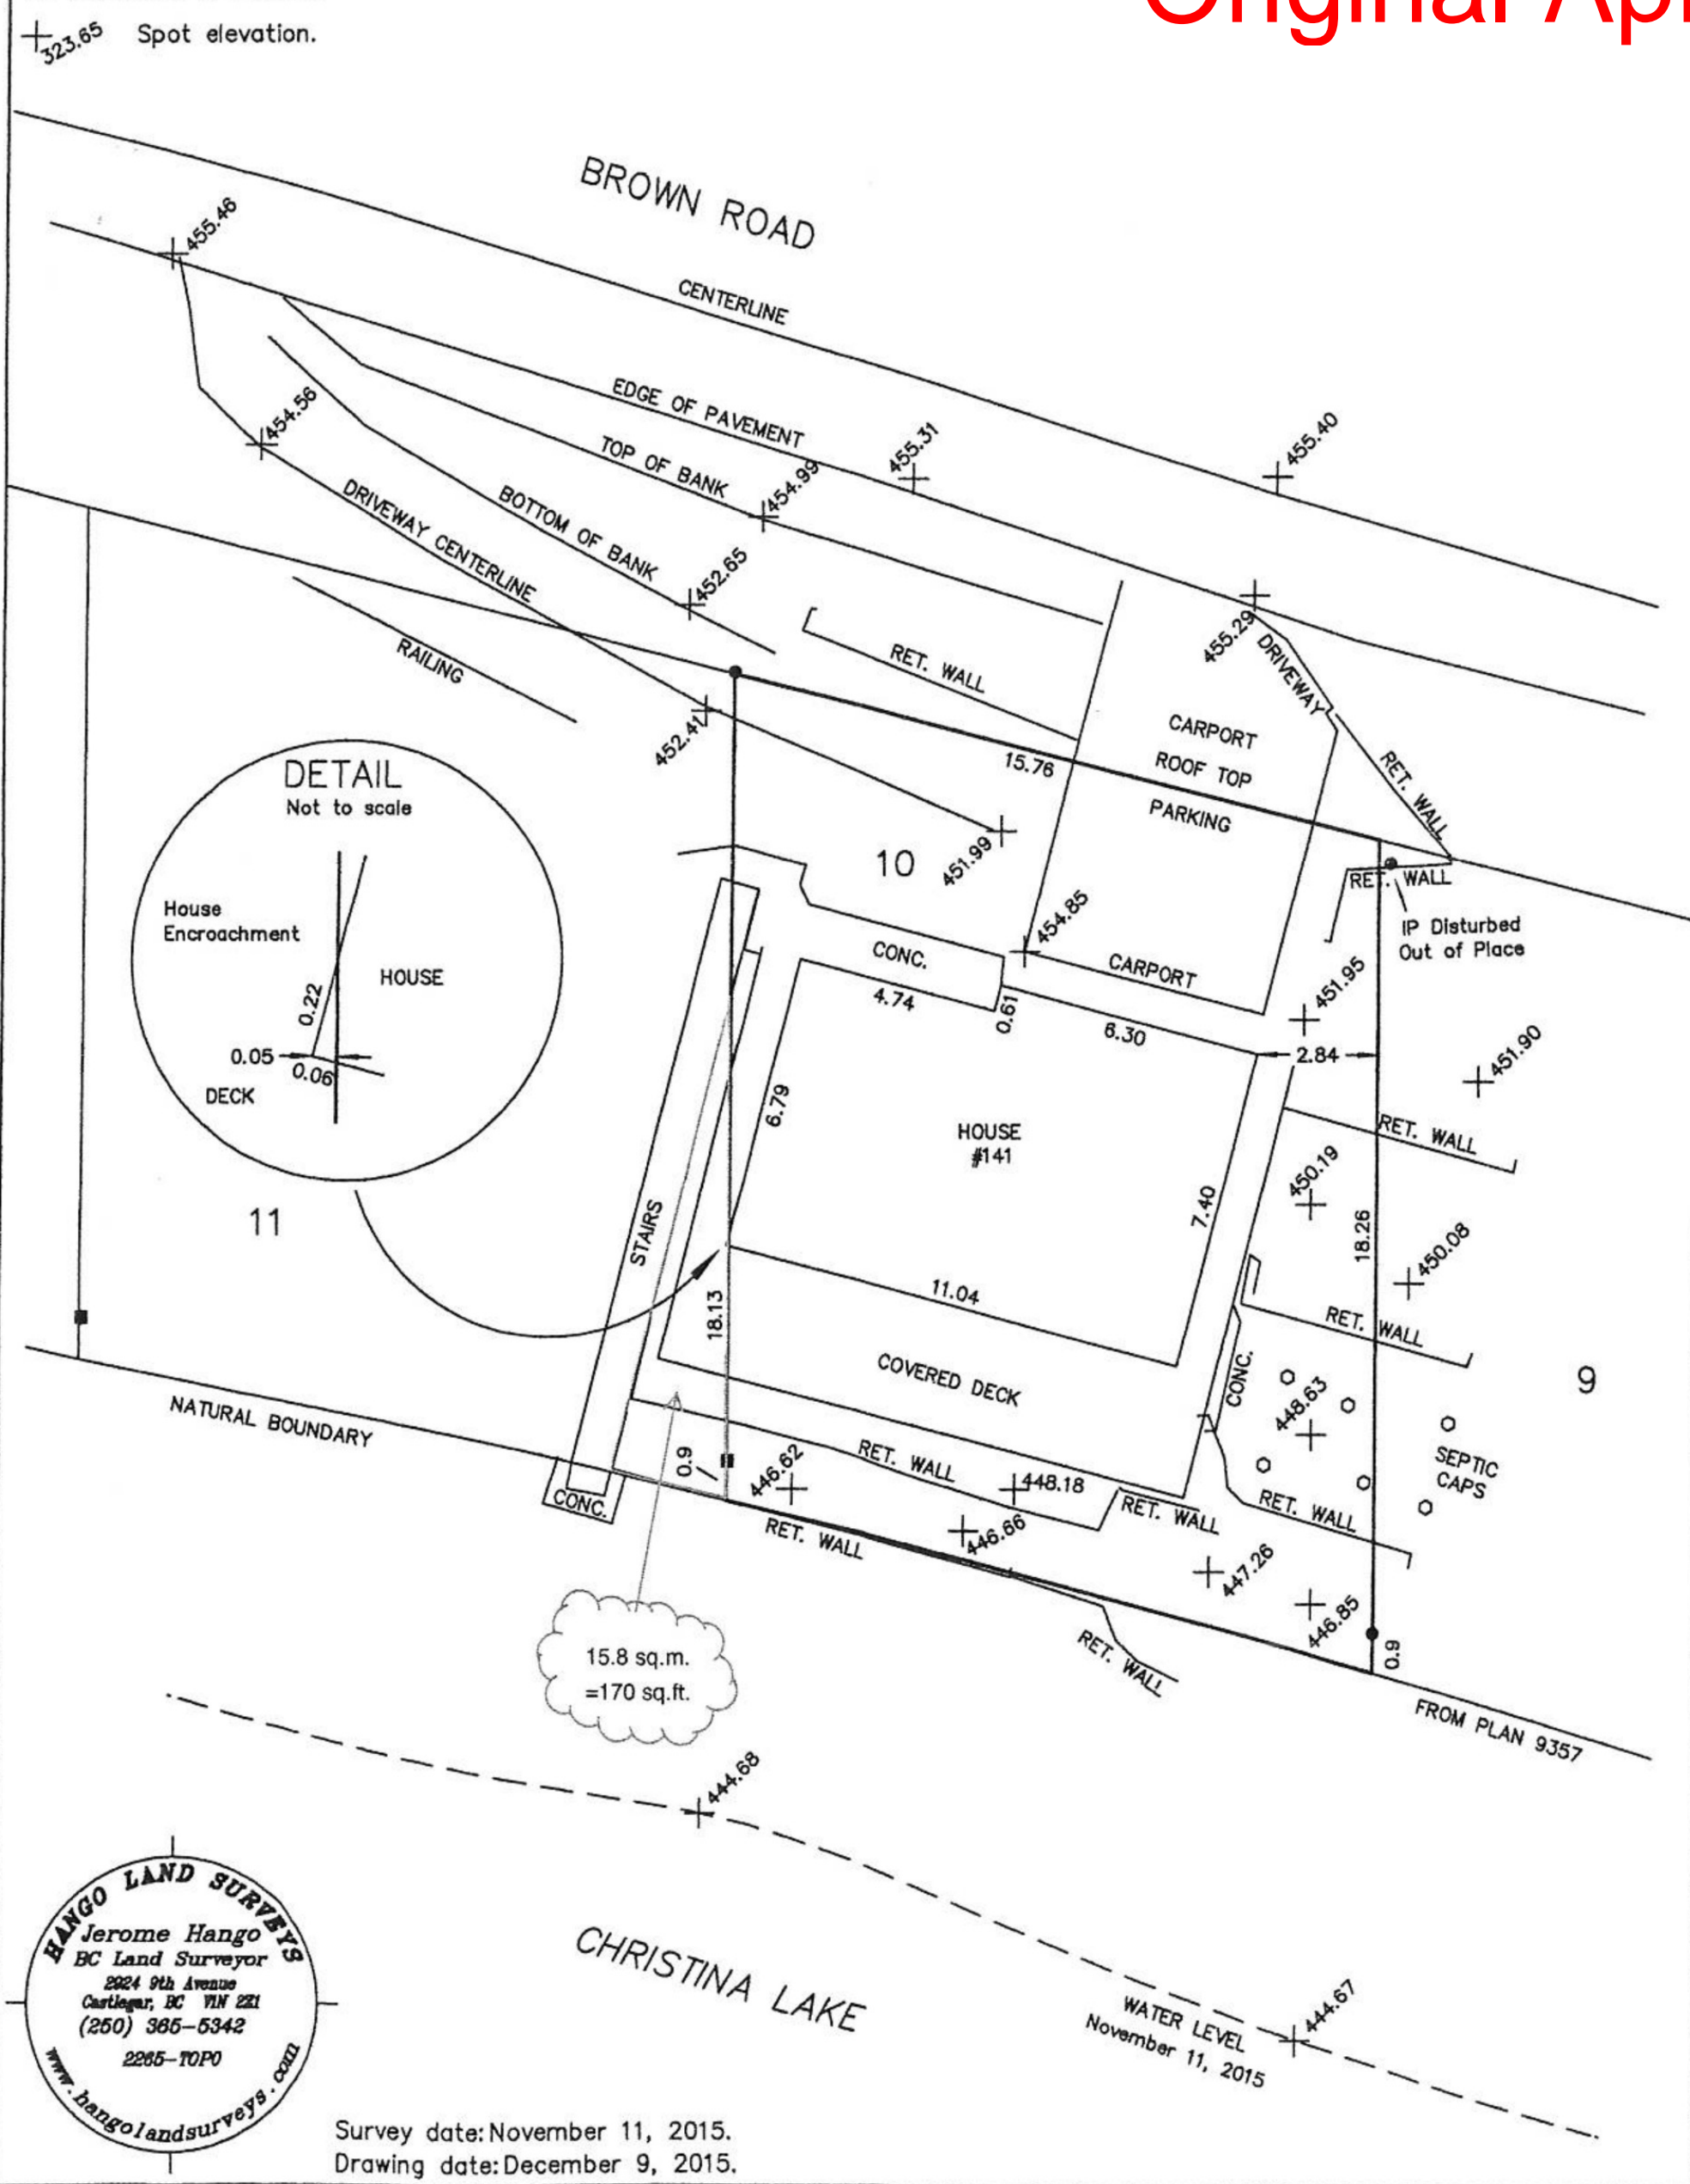 323.65 Spot elevation.
BROWN ROAD
455.46
CENTERLINE
454.56
EDGE OF PAVEMENT
455.31
455.40
TOP OF BANK
454.99
DRIVEWAY CENTERLINE
BOTTOM OF BANK
452.65
455.29
DRIVEWAY
RAILING
RET. WALL
CARPORT
ROOF TOP
PARKING
RET. WALL
452.41
15.76
DETAIL
Not to scale
House
Encroachment
HOUSE
0.22
0.05
0.06
DECK
10
451.99
454.85
RET. WALL
IP Disturbed
Out of Place
CONC.
CARPORT
451.95
4.74
0.61
6.30
2.84
451.90
6.79
HOUSE
#141
RET. WALL
450.19
7.40
18.26
450.08
11
STAIRS
11.04
18.13
RET. WALL
COVERED DECK
CONC.
448.63
9
NATURAL BOUNDARY
0.9
446.62
RET. WALL
448.18
SEPTIC
CAPS
CONC.
RET. WALL
RET. WALL
RET. WALL
446.66
447.26
446.85
0.9
RET. WALL
15.8 sq.m.
=170 sq.ft.
FROM PLAN 9357
444.68
CHRISTINA LAKE
WATER LEVEL
November 11, 2015
444.67
HANGO LAND SURVEYS
Jerome Hango
BC Land Surveyor
2924 9th Avenue
Castlegar, BC V1N 2Z1
(250) 365-5342
2265-TOPO
www.hangolandsurveys.com
Survey date: November 11, 2015.
Drawing date: December 9, 2015.